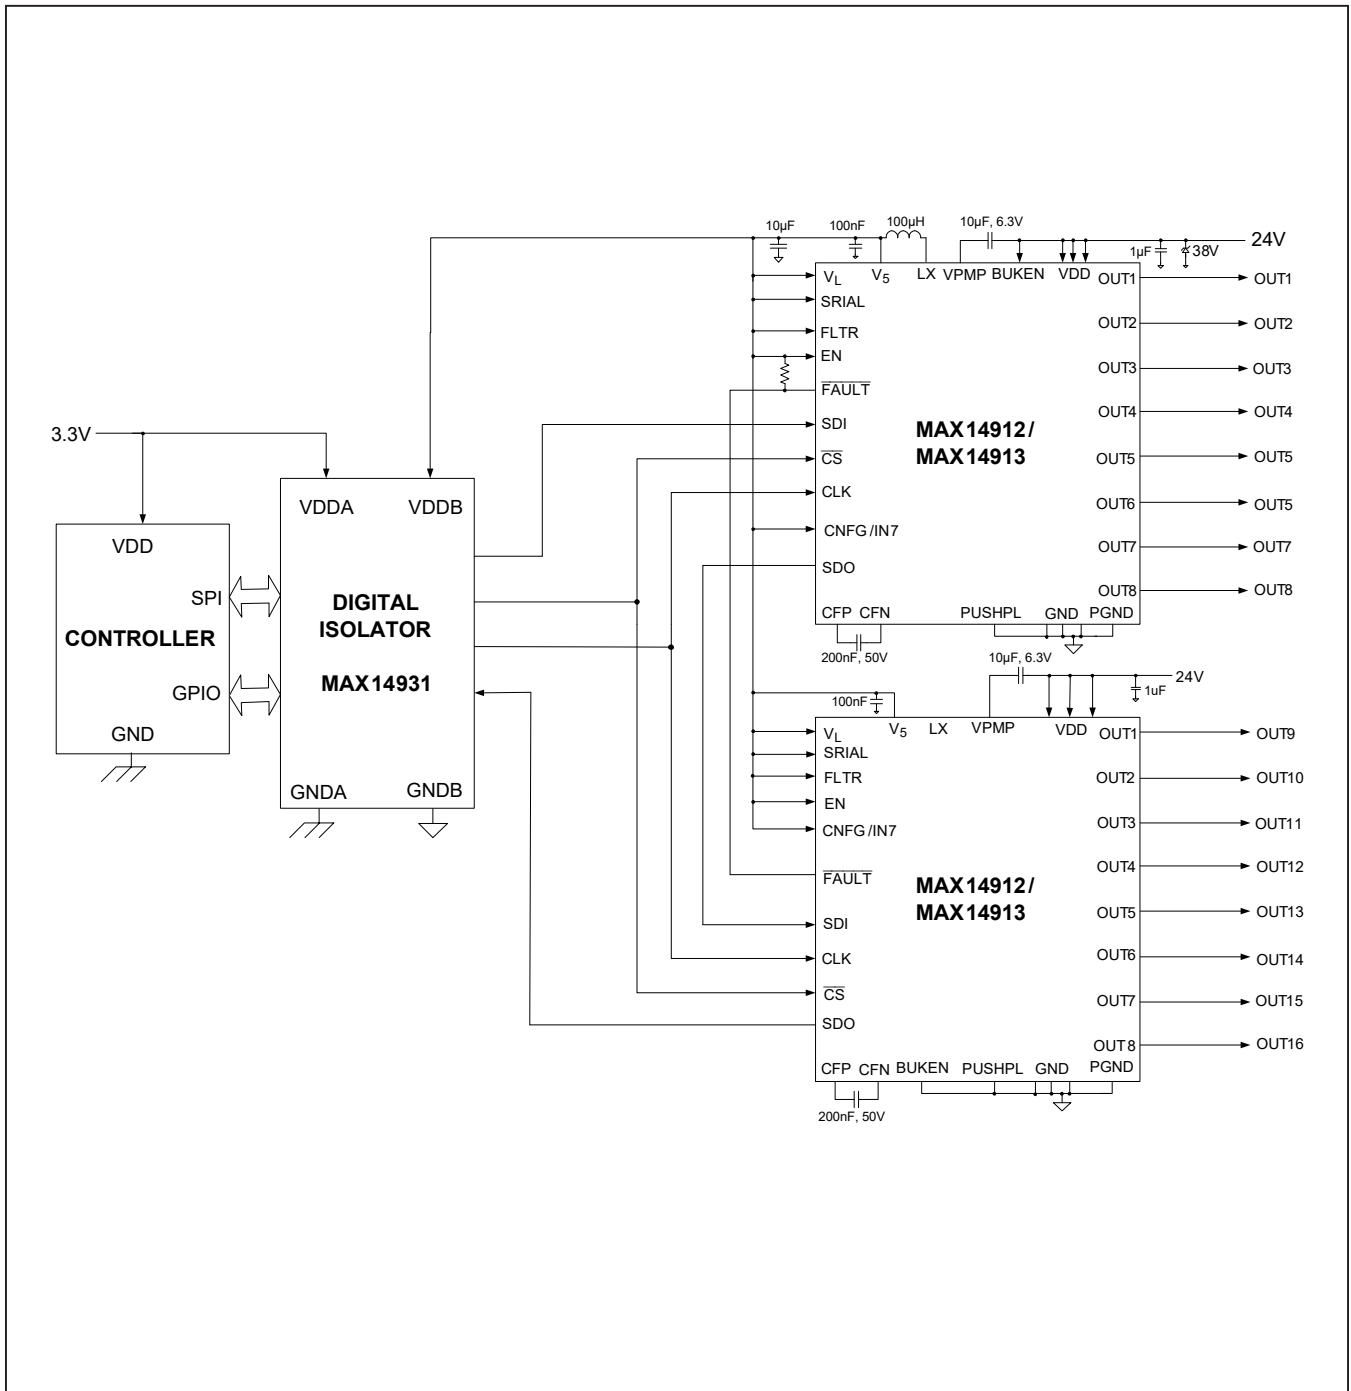 10µF
100nF
100µH
10µF, 6.3V
24V
1µF
38V
VL
V5
LX
VPMP
BUKEN
VDD
SRIAL
FLTR
EN
FAULT
SDI
CS
CLK
CNFG/IN7
SDO
MAX14912/
MAX14913
OUT1
OUT2
OUT3
OUT4
OUT5
OUT6
OUT7
OUT8
OUT1
OUT2
OUT3
OUT4
OUT5
OUT5
OUT7
OUT8
CFP
CFN
PUSHPL
GND
PGND
200nF, 50V
3.3V
VDD
SPI
CONTROLLER
GPIO
GND
VDDA
VDDB
DIGITAL
ISOLATOR
MAX14931
GNDA
GNDB
10µF, 6.3V
24V
100nF
1uF
VL
V5
LX
VPMP
VDD
SRIAL
FLTR
EN
CNFG/IN7
FAULT
SDI
CLK
CS
SDO
MAX14912/
MAX14913
OUT1
OUT2
OUT3
OUT4
OUT5
OUT6
OUT7
OUT8
OUT9
OUT10
OUT11
OUT12
OUT13
OUT14
OUT15
OUT16
CFP
CFN
BUKEN
PUSHPL
GND
PGND
200nF, 50V